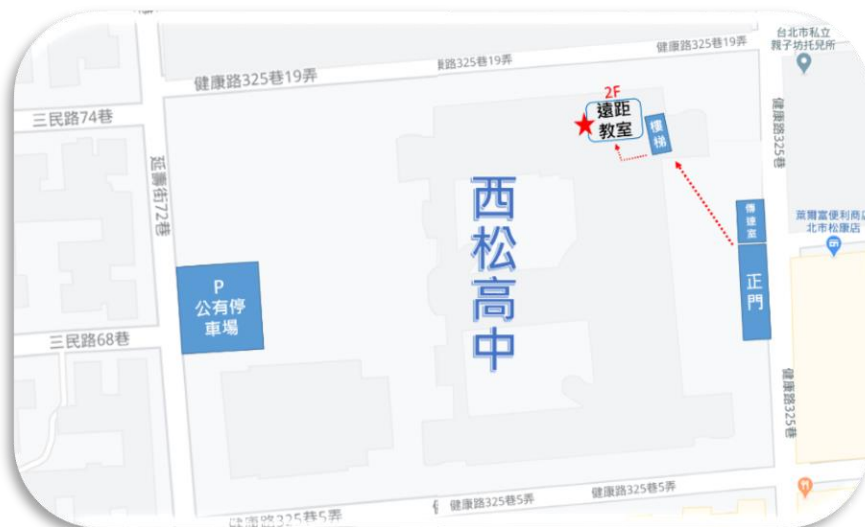 台北市私立
親子坊托兒所
健康路325巷19弄
路325巷19弄
健康路325巷19弄
三民路74巷
2F
遠距
教室
樓梯
健康路325巷
延壽街72巷
西松高中
傳達室
萊爾富便利商店
北市松康店
正門
P
公有停
車場
三民路68巷
健康路325巷
健康路325巷5弄
健康路325巷5弄
健康路325巷5弄